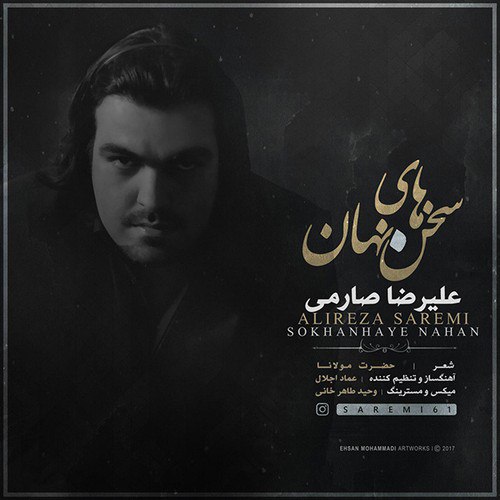 سخن های نهان
علیرضا صارمی
ALIREZA SAREMI
SOKHANHAYE NAHAN
شعر | حضرت مولانا
آهنگساز و تنظیم کننده | عماد اجلال
میکس و مسترینگ | وحید طاهر خانی
SAREMI61
EHSAN MOHAMMADI ARTWORKS | © 2017